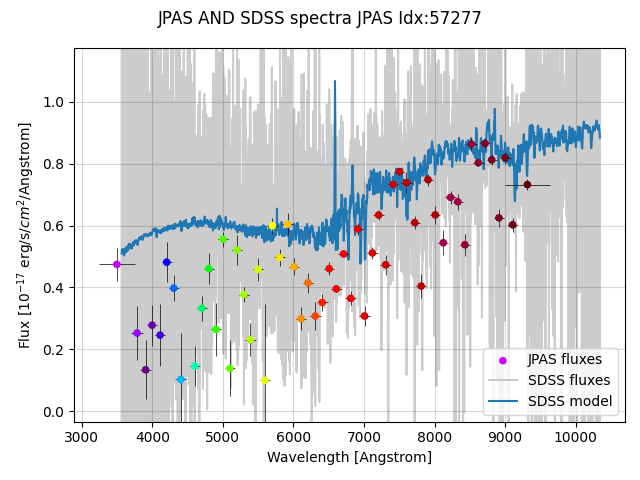 JPAS AND SDSS spectra JPAS Idx:57277
Flux [10⁻¹⁷ erg/s/cm²/Angstrom]
1.0
0.8
0.6
0.4
0.2
0.0
JPAS fluxes
SDSS fluxes
SDSS model
3000 4000 5000 6000 7000 8000 9000 10000
Wavelength [Angstrom]